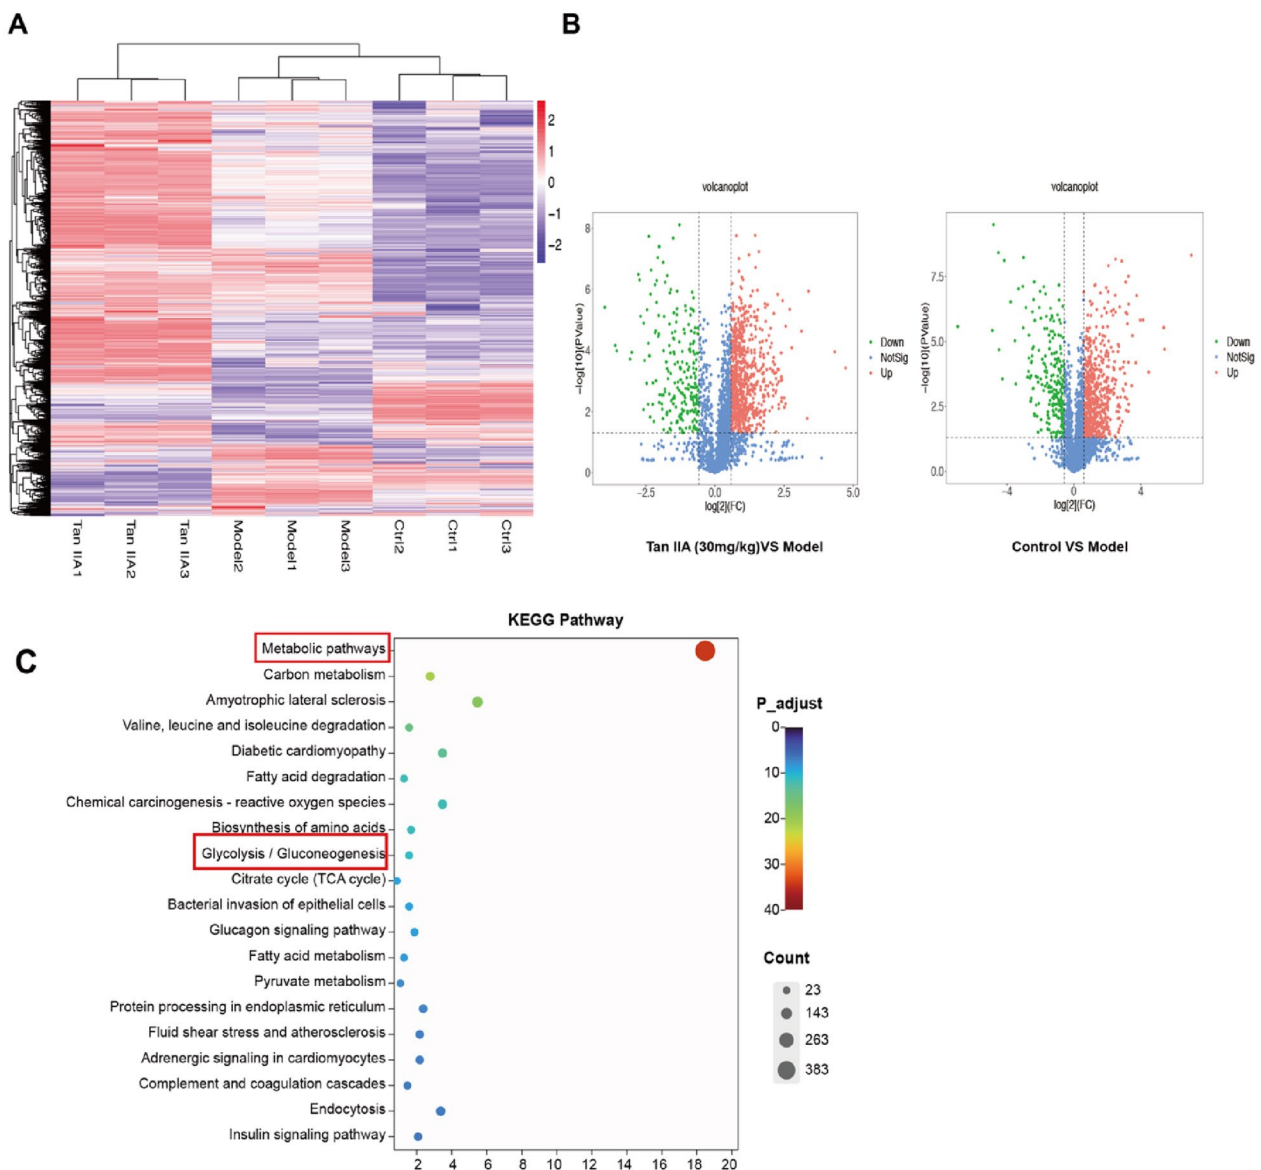 A
B
2
1
0
−1
−2
Tan IIA1
Tan IIA2
Tan IIA3
Model2
Model1
Model3
Ctrl2
Ctrl1
Ctrl3
volcanoplot
8
6
4
2
0
−log[10](PValue)
−2.5
0.0
2.5
5.0
log[2](FC)
Down
NotSig
Up
Tan IIA (30mg/kg)VS Model
volcanoplot
7.5
5.0
2.5
0.0
−log[10](PValue)
−4
0
4
log[2](FC)
Down
NotSig
Up
Control VS Model
C
KEGG Pathway
Metabolic pathways
Carbon metabolism
Amyotrophic lateral sclerosis
Valine, leucine and isoleucine degradation
Diabetic cardiomyopathy
Fatty acid degradation
Chemical carcinogenesis - reactive oxygen species
Biosynthesis of amino acids
Glycolysis / Gluconeogenesis
Citrate cycle (TCA cycle)
Bacterial invasion of epithelial cells
Glucagon signaling pathway
Fatty acid metabolism
Pyruvate metabolism
Protein processing in endoplasmic reticulum
Fluid shear stress and atherosclerosis
Adrenergic signaling in cardiomyocytes
Complement and coagulation cascades
Endocytosis
Insulin signaling pathway
2 4 6 8 10 12 14 16 18 20
P_adjust
0
10
20
30
40
Count
23
143
263
383